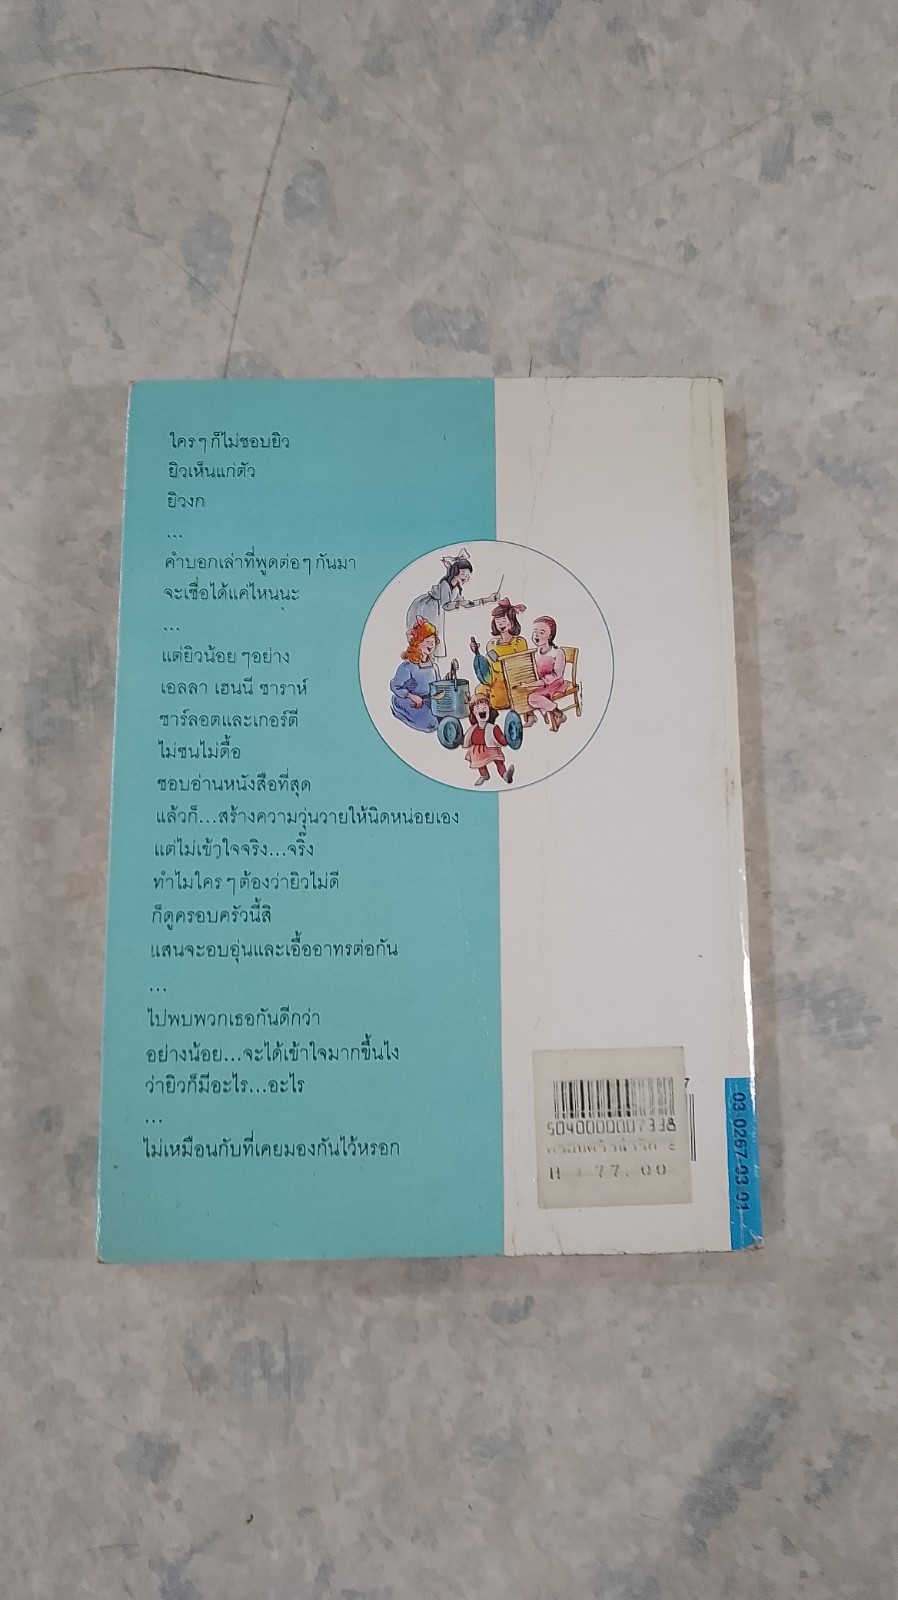 ใครๆ ก็ไม่ชอบยิว
ยิวเห็นแก่ตัว
ยิวงก
...
คำบอกเล่าที่พูดต่อๆ กันมา
จะเชื่อได้แค่ไหนนะ
...
แต่ยิวน้อยๆ อย่าง
เอลลา เฮนนี ซาราห์
ชาร์ลอตและเกอร์ตี
ไม่ซนไม่ดื้อ
ชอบอ่านหนังสือที่สุด
แล้วก็...สร้างความวุ่นวายให้นิดหน่อยเอง
แต่ไม่เข้าใจจริง...จริ๊ง
ทำไมใครๆ ต้องว่ายิวไม่ดี
ก็ดูครอบครัวนี้สิ
แสนจะอบอุ่นและเอื้ออาทรต่อกัน
...
ไปพบพวกเธอกันดีกว่า
อย่างน้อย...จะได้เข้าใจมากขึ้นไง
ว่ายิวก็มีอะไร...อะไร
...
ไม่เหมือนกับที่เคยมองกันไว้หรอก
7
5040000007338
H 77.00
03-0267-03-01